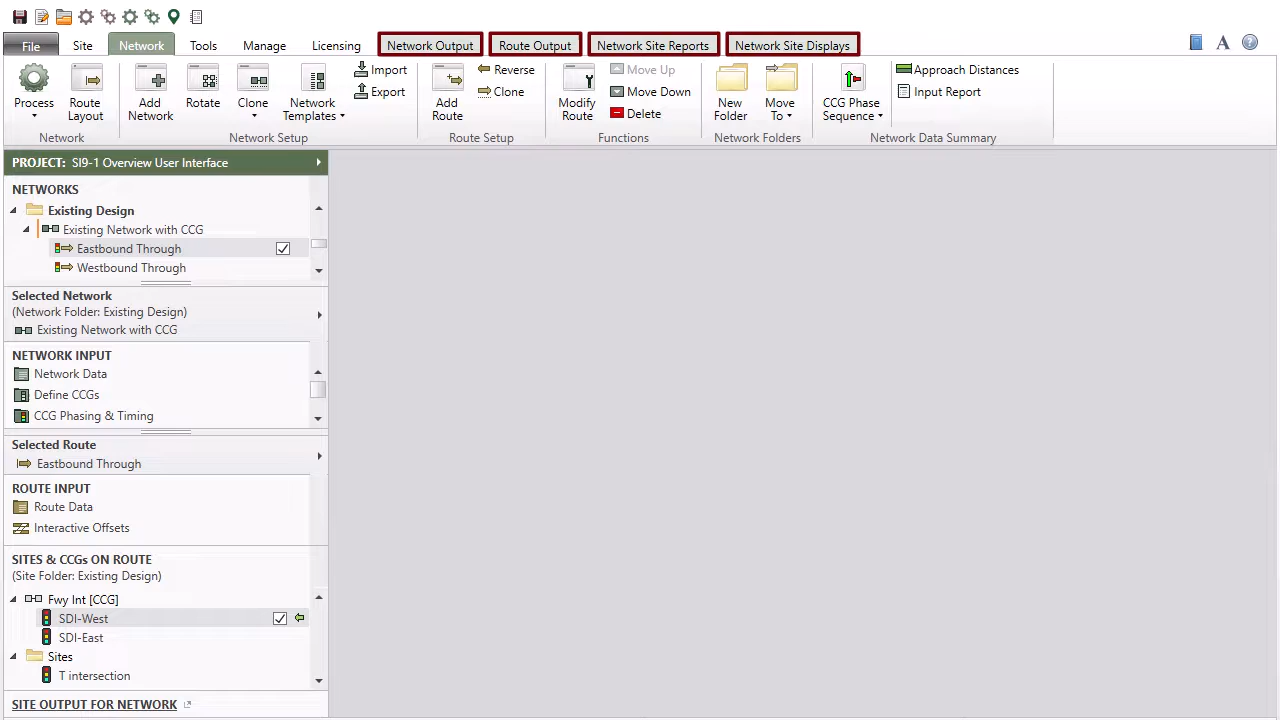 File Site Network Tools Manage Licensing Network Output Route Output Network Site Reports Network Site Displays A ?
Process Route Layout Network
Add Network Rotate Clone Network Templates Import Export Network Setup
Add Route Reverse Clone Route Setup
Modify Route Move Up Move Down Delete Functions
New Folder Move To Network Folders
CCG Phase Sequence Approach Distances Input Report Network Data Summary
PROJECT: SI9-1 Overview User Interface
NETWORKS
Existing Design
Existing Network with CCG
Eastbound Through
Westbound Through
Selected Network
(Network Folder: Existing Design)
Existing Network with CCG
NETWORK INPUT
Network Data
Define CCGs
CCG Phasing & Timing
Selected Route
Eastbound Through
ROUTE INPUT
Route Data
Interactive Offsets
SITES & CCGs ON ROUTE
(Site Folder: Existing Design)
Fwy Int [CCG]
SDI-West
SDI-East
Sites
T intersection
SITE OUTPUT FOR NETWORK